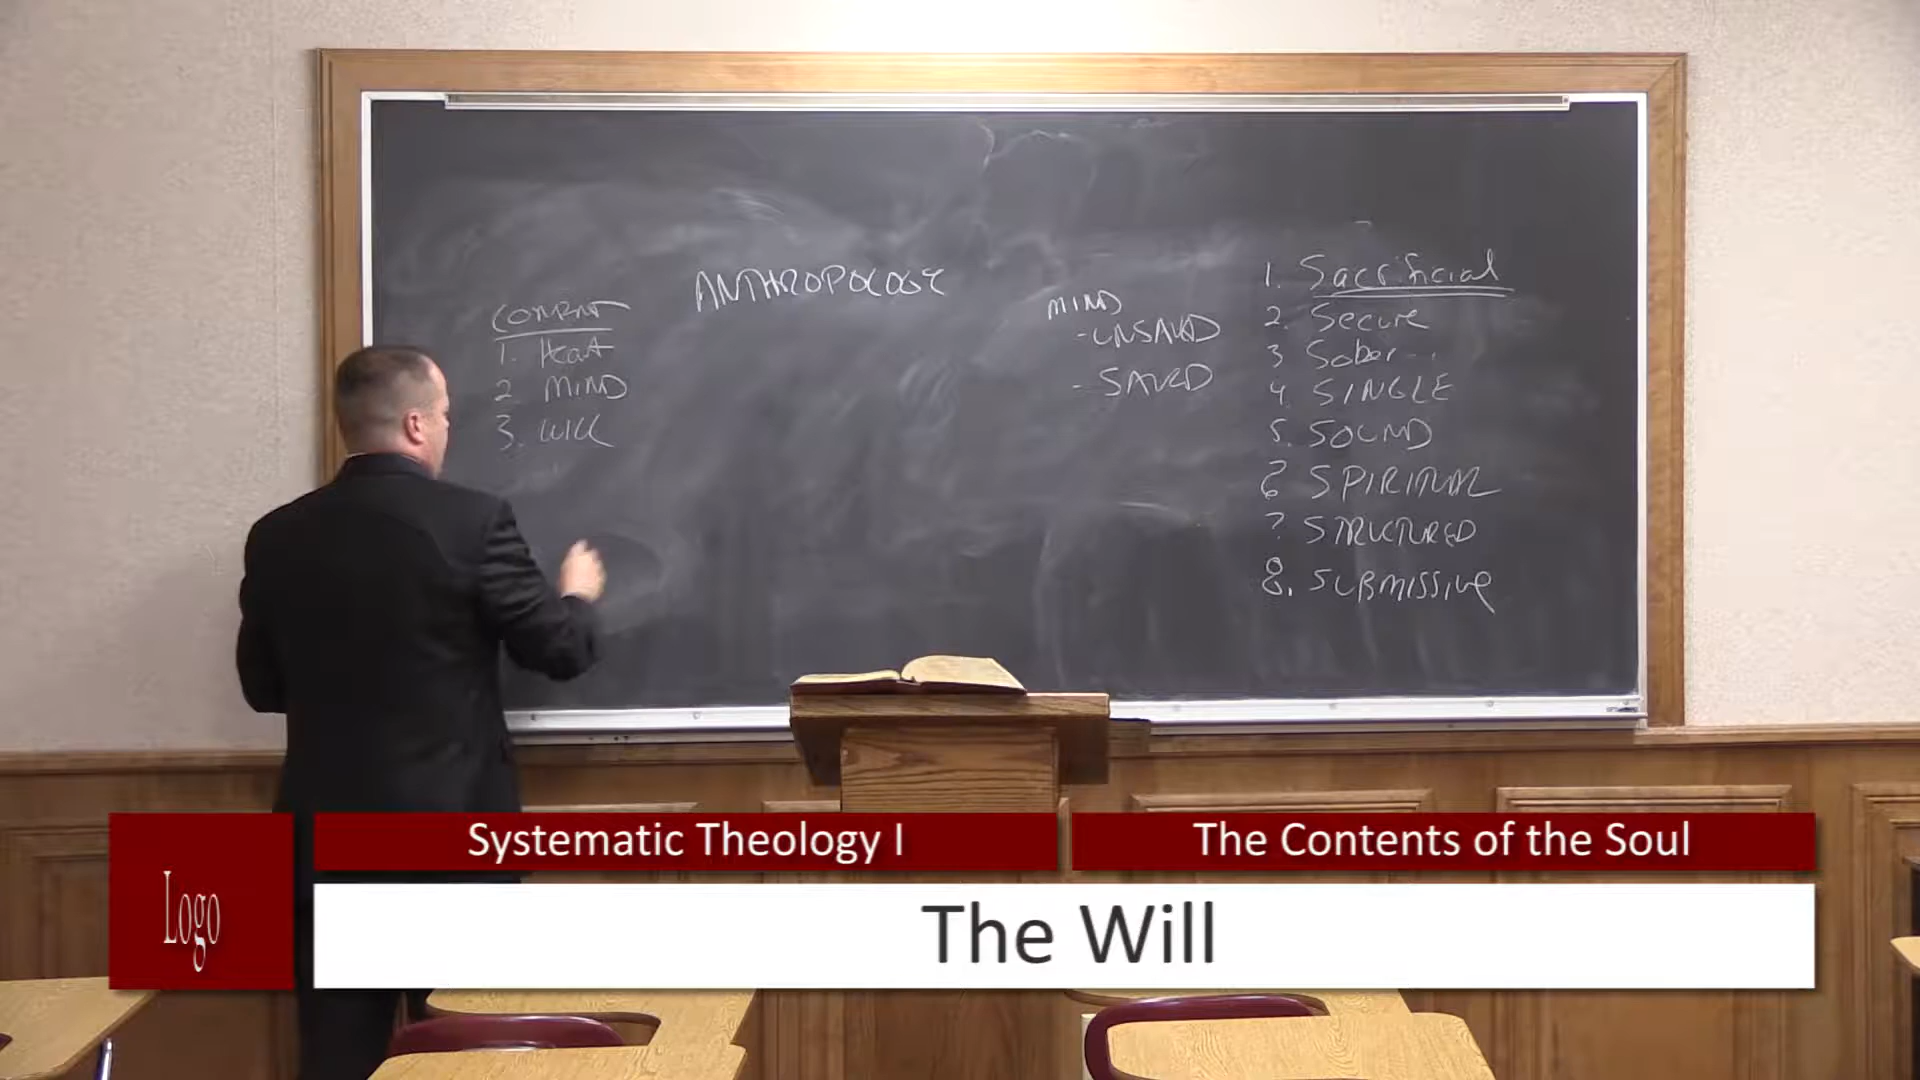 ANTHROPOLOGY
CONTENT
1. Heart
2 MIND
3. WILL
MIND
- UNSAVED
- SAVED
1. Sacrificial
2. Secure
3 Sober
4 SINGLE
5. SOUND
6 SPIRITUAL
7 STRUCTURED
8. SUBMISSIVE
Systematic Theology I
The Contents of the Soul
Logo
The Will